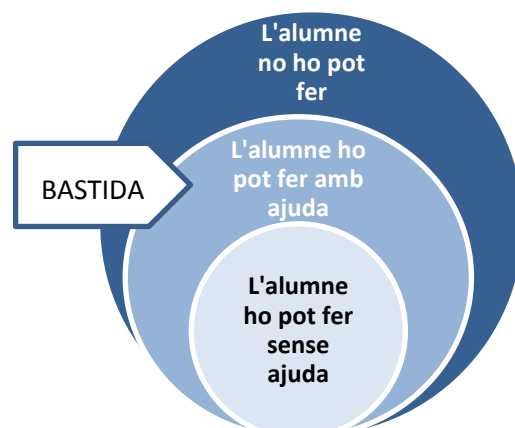 L'alumne
no ho pot
fer
L'alumne ho
pot fer amb
ajuda
BASTIDA
L'alumne
ho pot fer
sense
ajuda